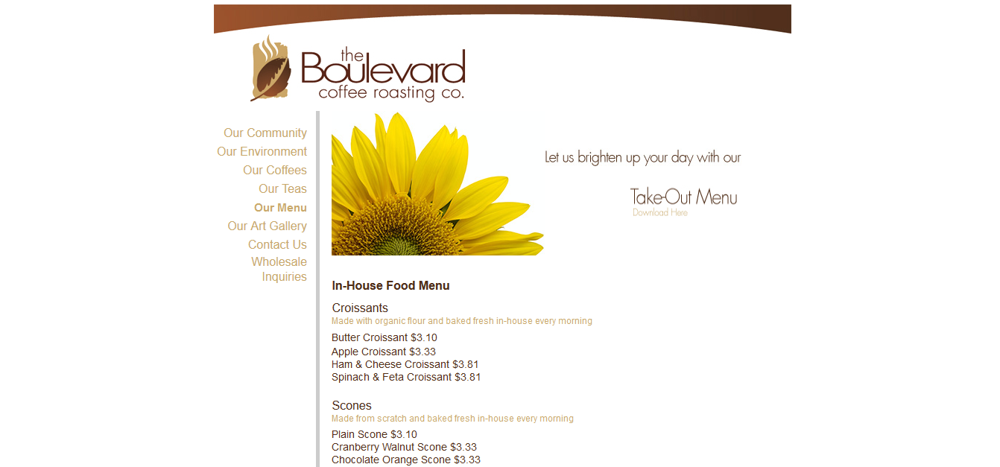 the
Boulevard
coffee roasting co.
Our Community
Our Environment
Our Coffees
Our Teas
Our Menu
Our Art Gallery
Contact Us
Wholesale
Inquiries
Let us brighten up your day with our
Take-Out Menu
Download Here
In-House Food Menu
Croissants
Made with organic flour and baked fresh in-house every morning
Butter Croissant $3.10
Apple Croissant $3.33
Ham & Cheese Croissant $3.81
Spinach & Feta Croissant $3.81
Scones
Made from scratch and baked fresh in-house every morning
Plain Scone $3.10
Cranberry Walnut Scone $3.33
Chocolate Orange Scone $3.33